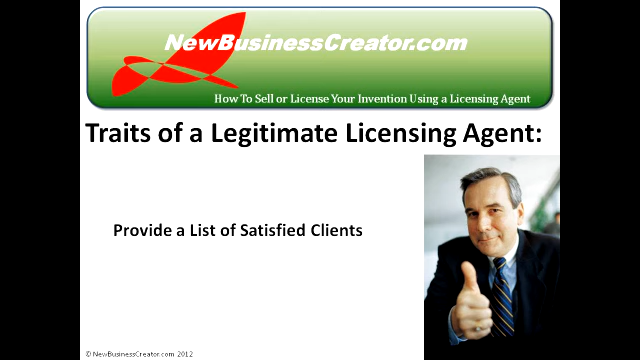 NewBusinessCreator.com
How To Sell or License Your Invention Using a Licensing Agent
Traits of a Legitimate Licensing Agent:
Provide a List of Satisfied Clients
© NewBusinessCreator.com 2012